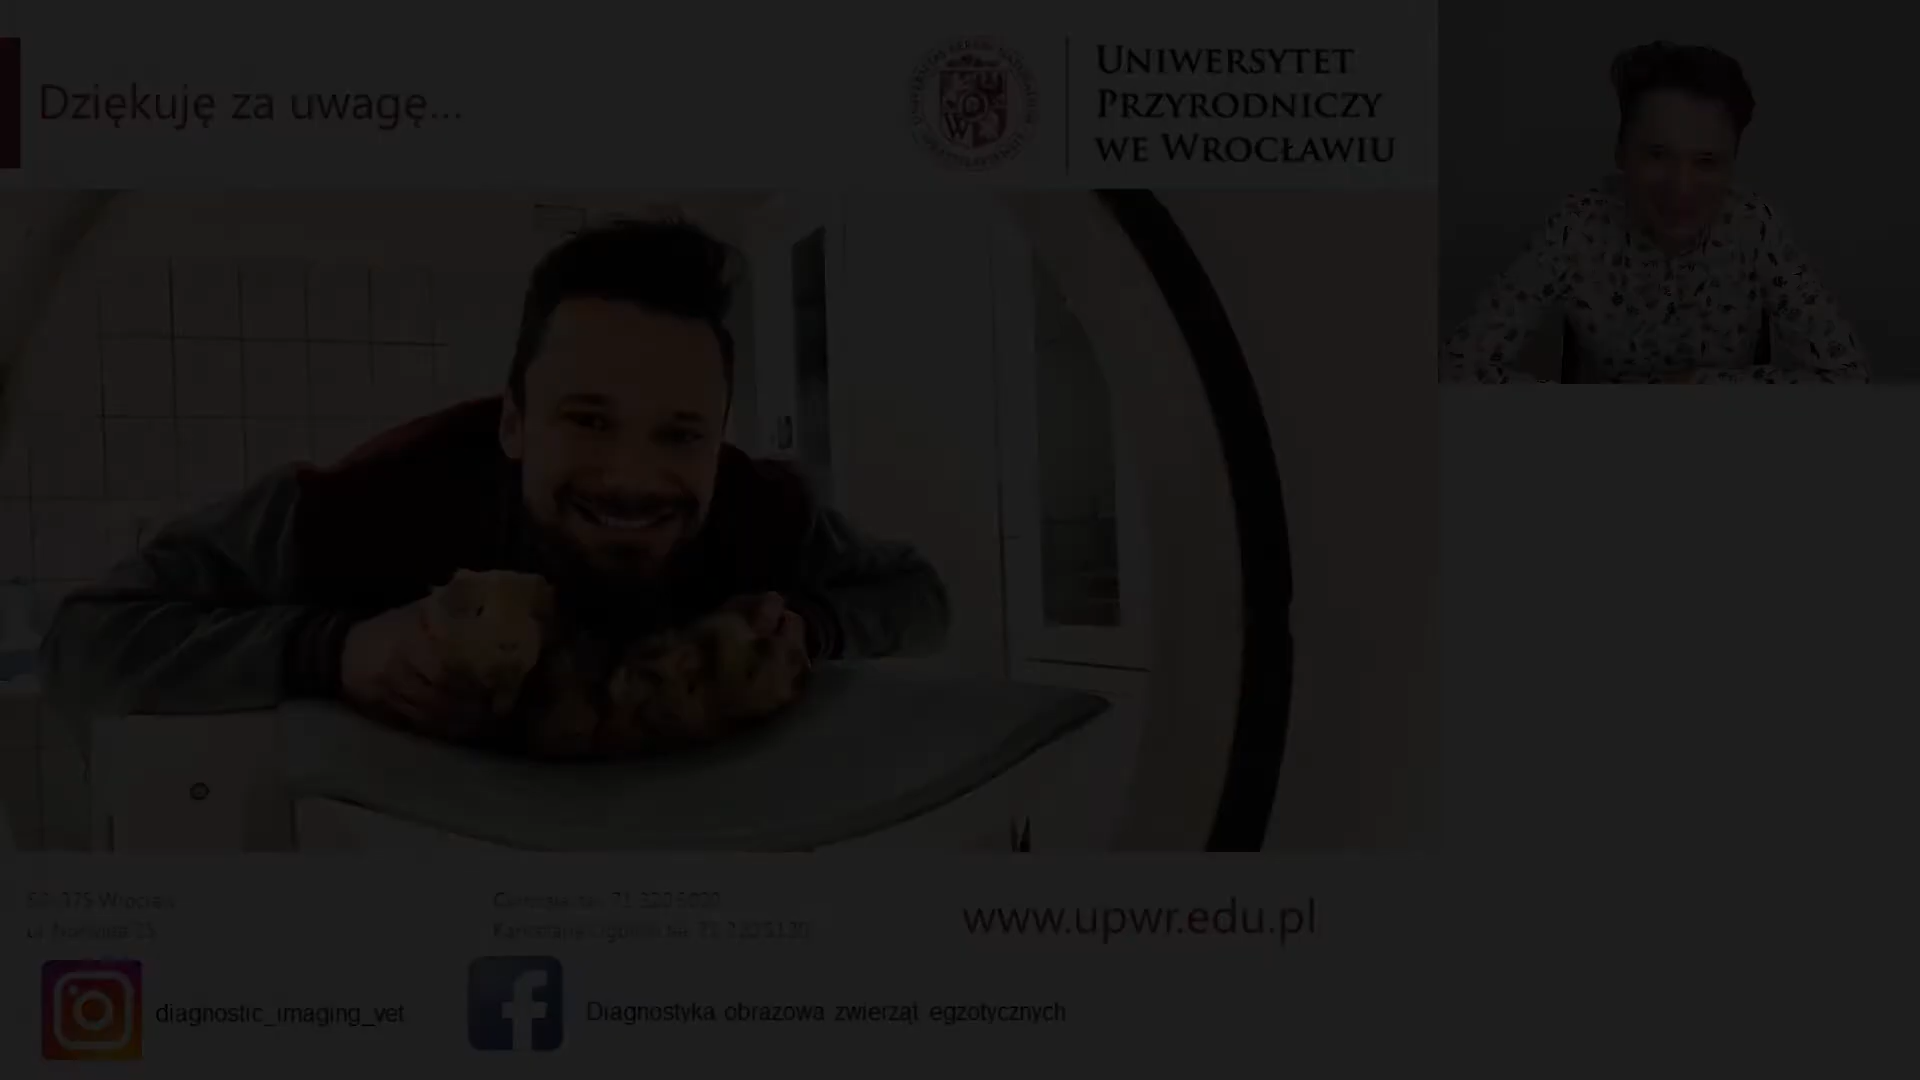 Dziękuję za uwagę...
UNIWERSYTET
PRZYRODNICZY
WE WROCŁAWIU
www.upwr.edu.pl
diagnostic_imaging_vet
Diagnostyka obrazowa zwierząt egzotycznych